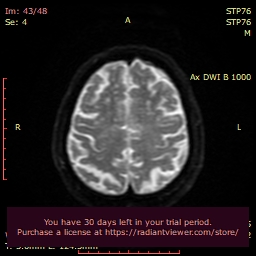 Im: 43/48
Se: 4
A
STP76
STP76
M
Ax DWI B 1000
R
L
You have 30 days left in your trial period.
Purchase a license at https://radiantviewer.com/store/